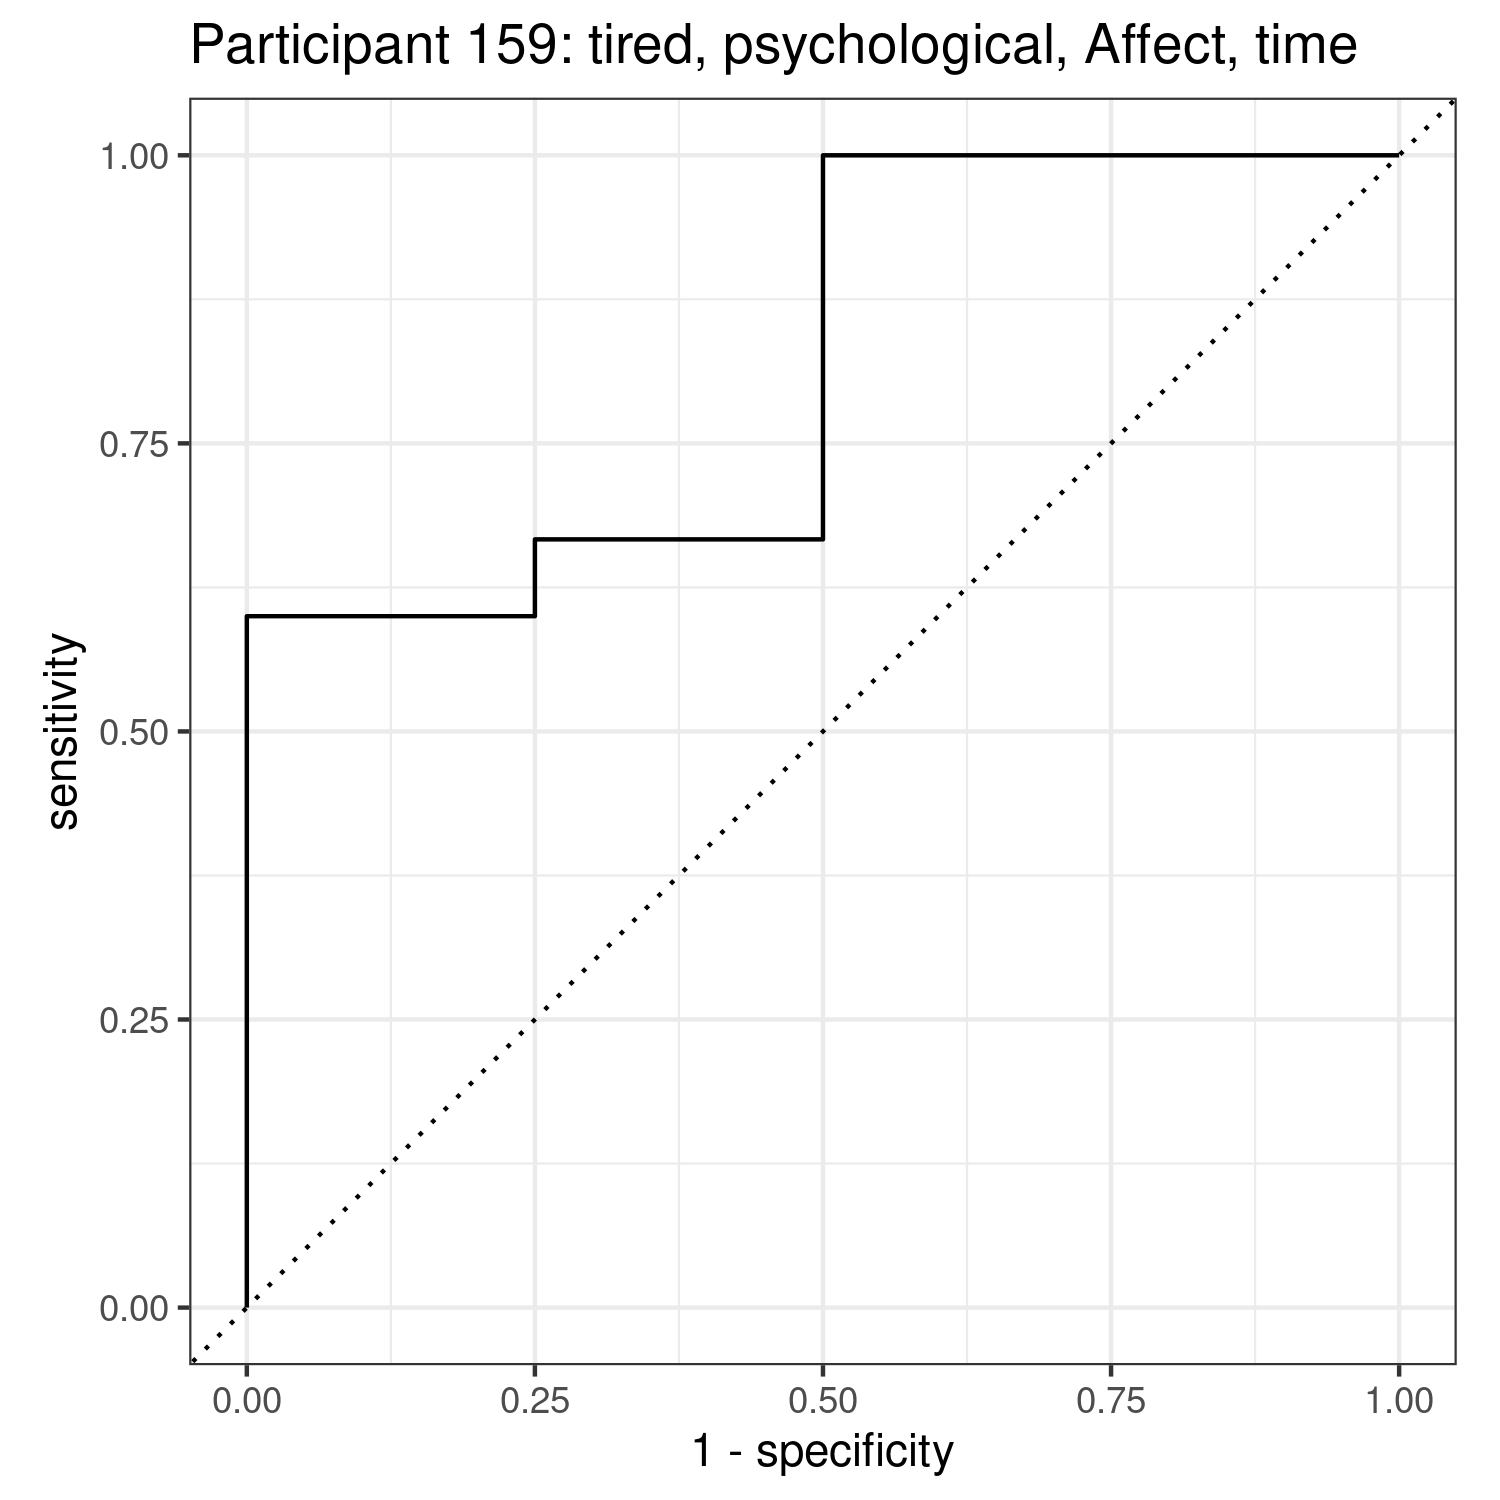 Participant 159: tired, psychological, Affect, time
1.00
0.75
0.50
0.25
0.00
sensitivity
0.00 0.25 0.50 0.75 1.00
1 - specificity